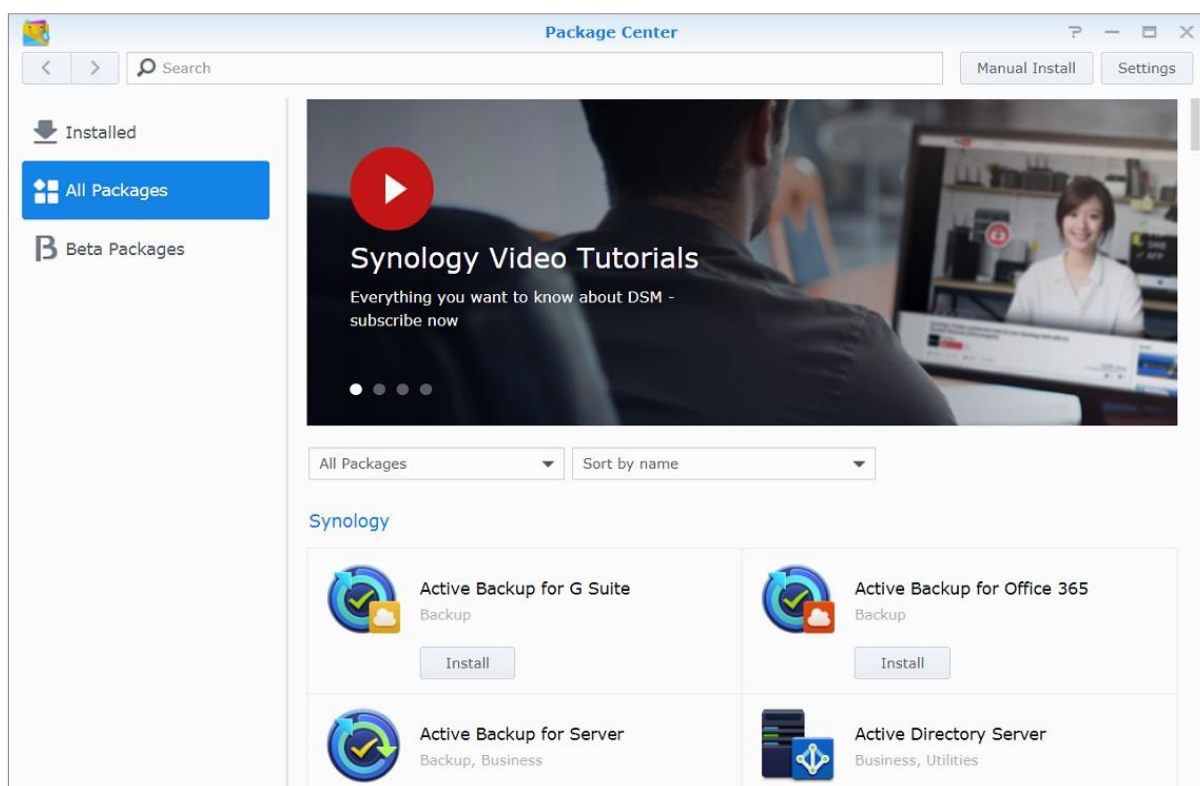 Package Center
Search
Manual Install
Settings
Installed
All Packages
Beta Packages
Synology Video Tutorials
Everything you want to know about DSM -
subscribe now
All Packages
Sort by name
Synology
Active Backup for G Suite
Backup
Install
Active Backup for Office 365
Backup
Install
Active Backup for Server
Backup, Business
Active Directory Server
Business, Utilities